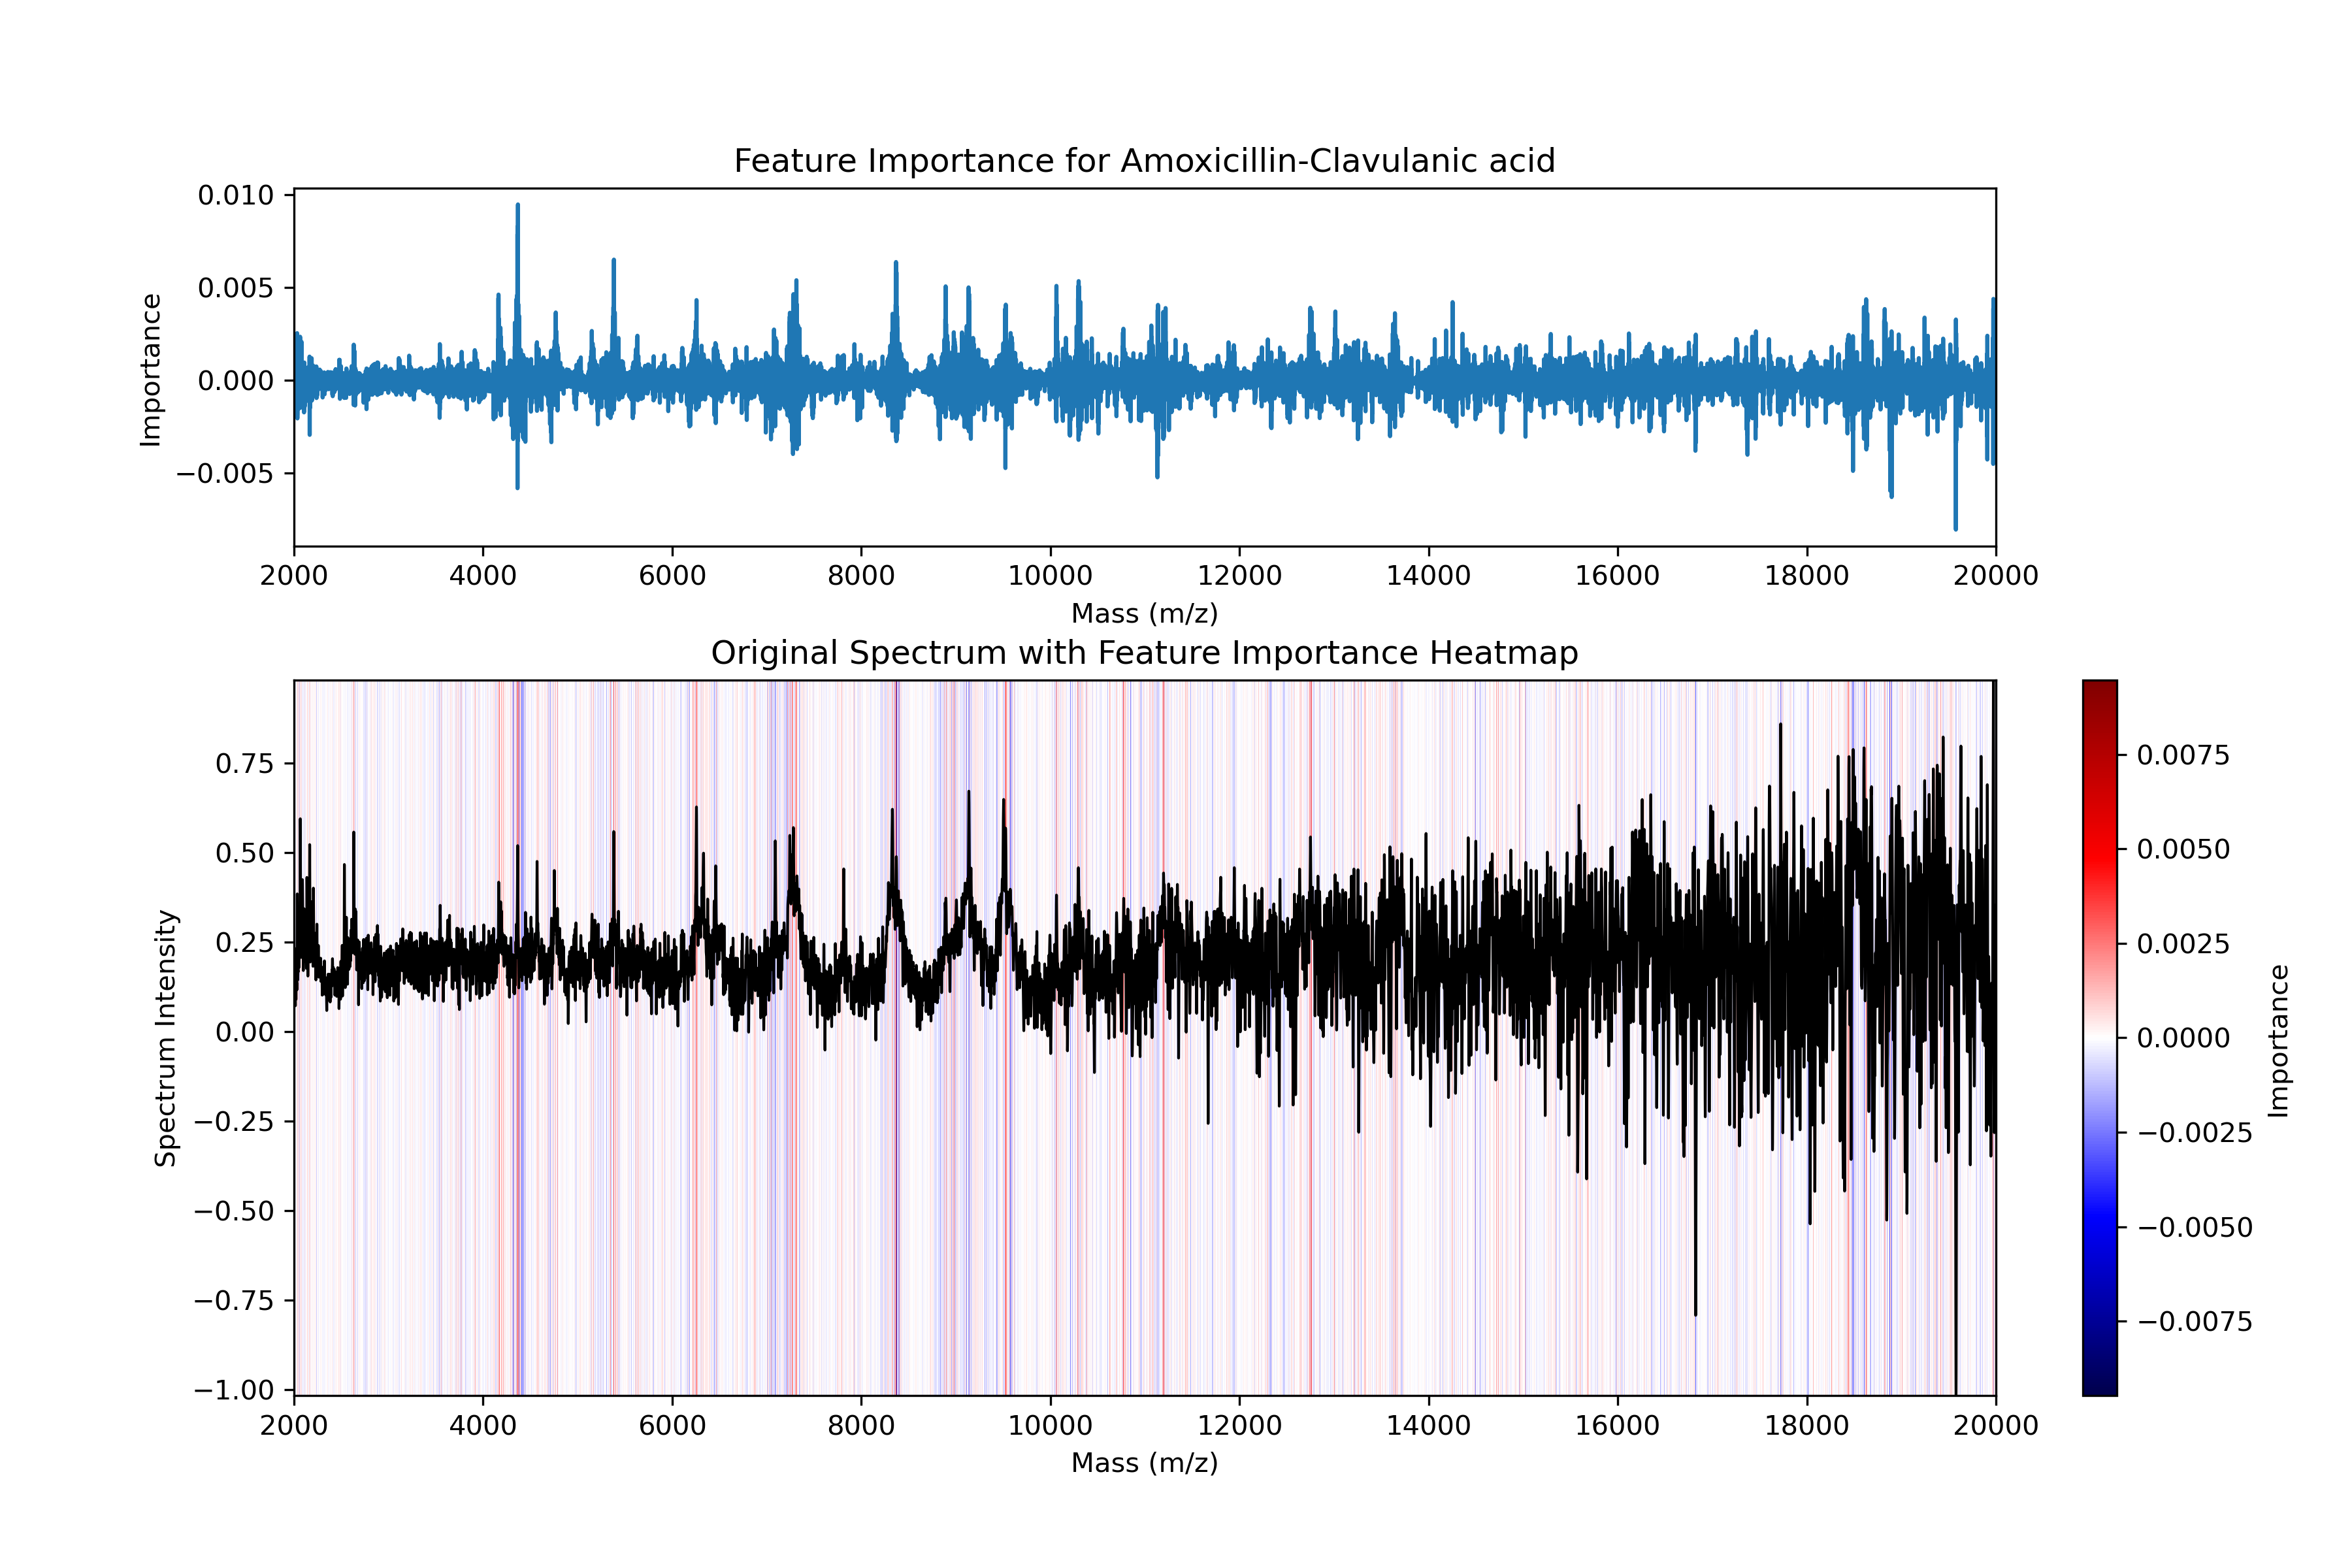 Feature Importance for Amoxicillin-Clavulanic acid
0.010
0.005
0.000
−0.005
Importance
2000 4000 6000 8000 10000 12000 14000 16000 18000 20000
Mass (m/z)
Original Spectrum with Feature Importance Heatmap
0.75
0.50
0.25
0.00
−0.25
−0.50
−0.75
−1.00
Spectrum Intensity
2000 4000 6000 8000 10000 12000 14000 16000 18000 20000
Mass (m/z)
0.0075
0.0050
0.0025
0.0000
−0.0025
−0.0050
−0.0075
Importance